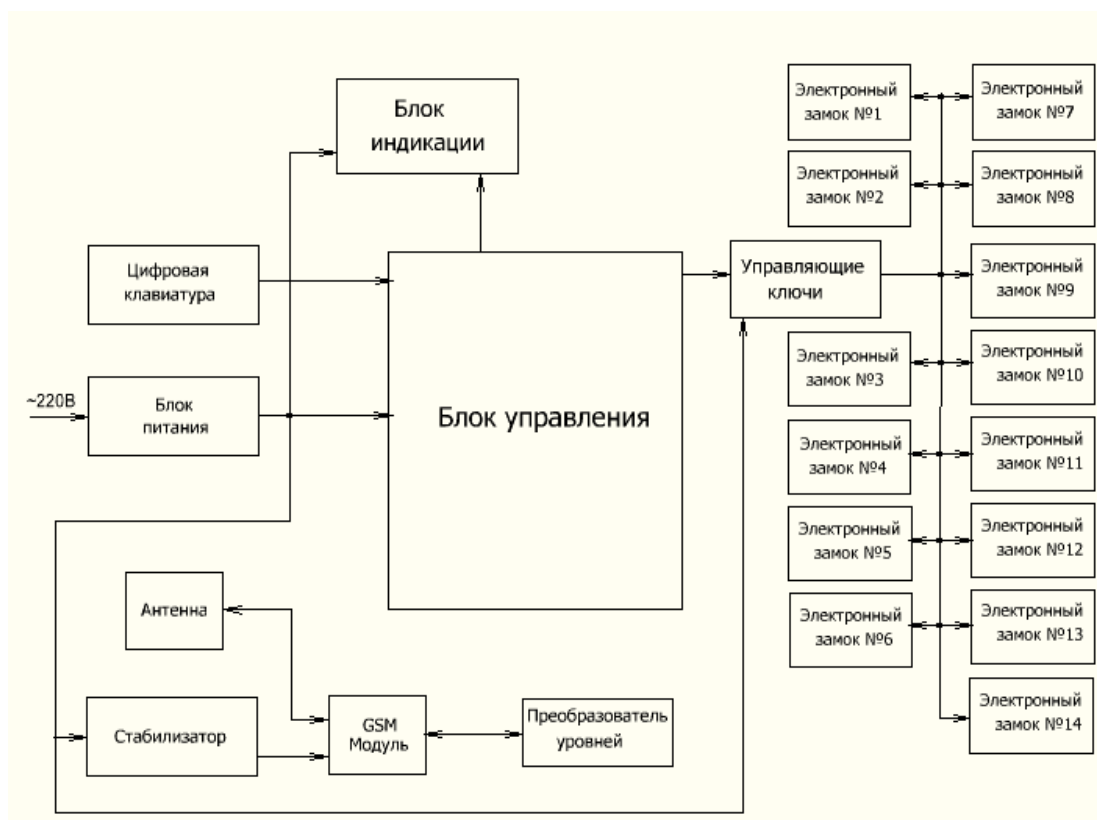 Блок
индикации
Цифровая
клавиатура
~220В
Блок
питания
Блок управления
Управляющие
ключи
Антенна
Стабилизатор
GSM
Модуль
Преобразователь
уровней
Электронный
замок №1
Электронный
замок №2
Электронный
замок №3
Электронный
замок №4
Электронный
замок №5
Электронный
замок №6
Электронный
замок №7
Электронный
замок №8
Электронный
замок №9
Электронный
замок №10
Электронный
замок №11
Электронный
замок №12
Электронный
замок №13
Электронный
замок №14